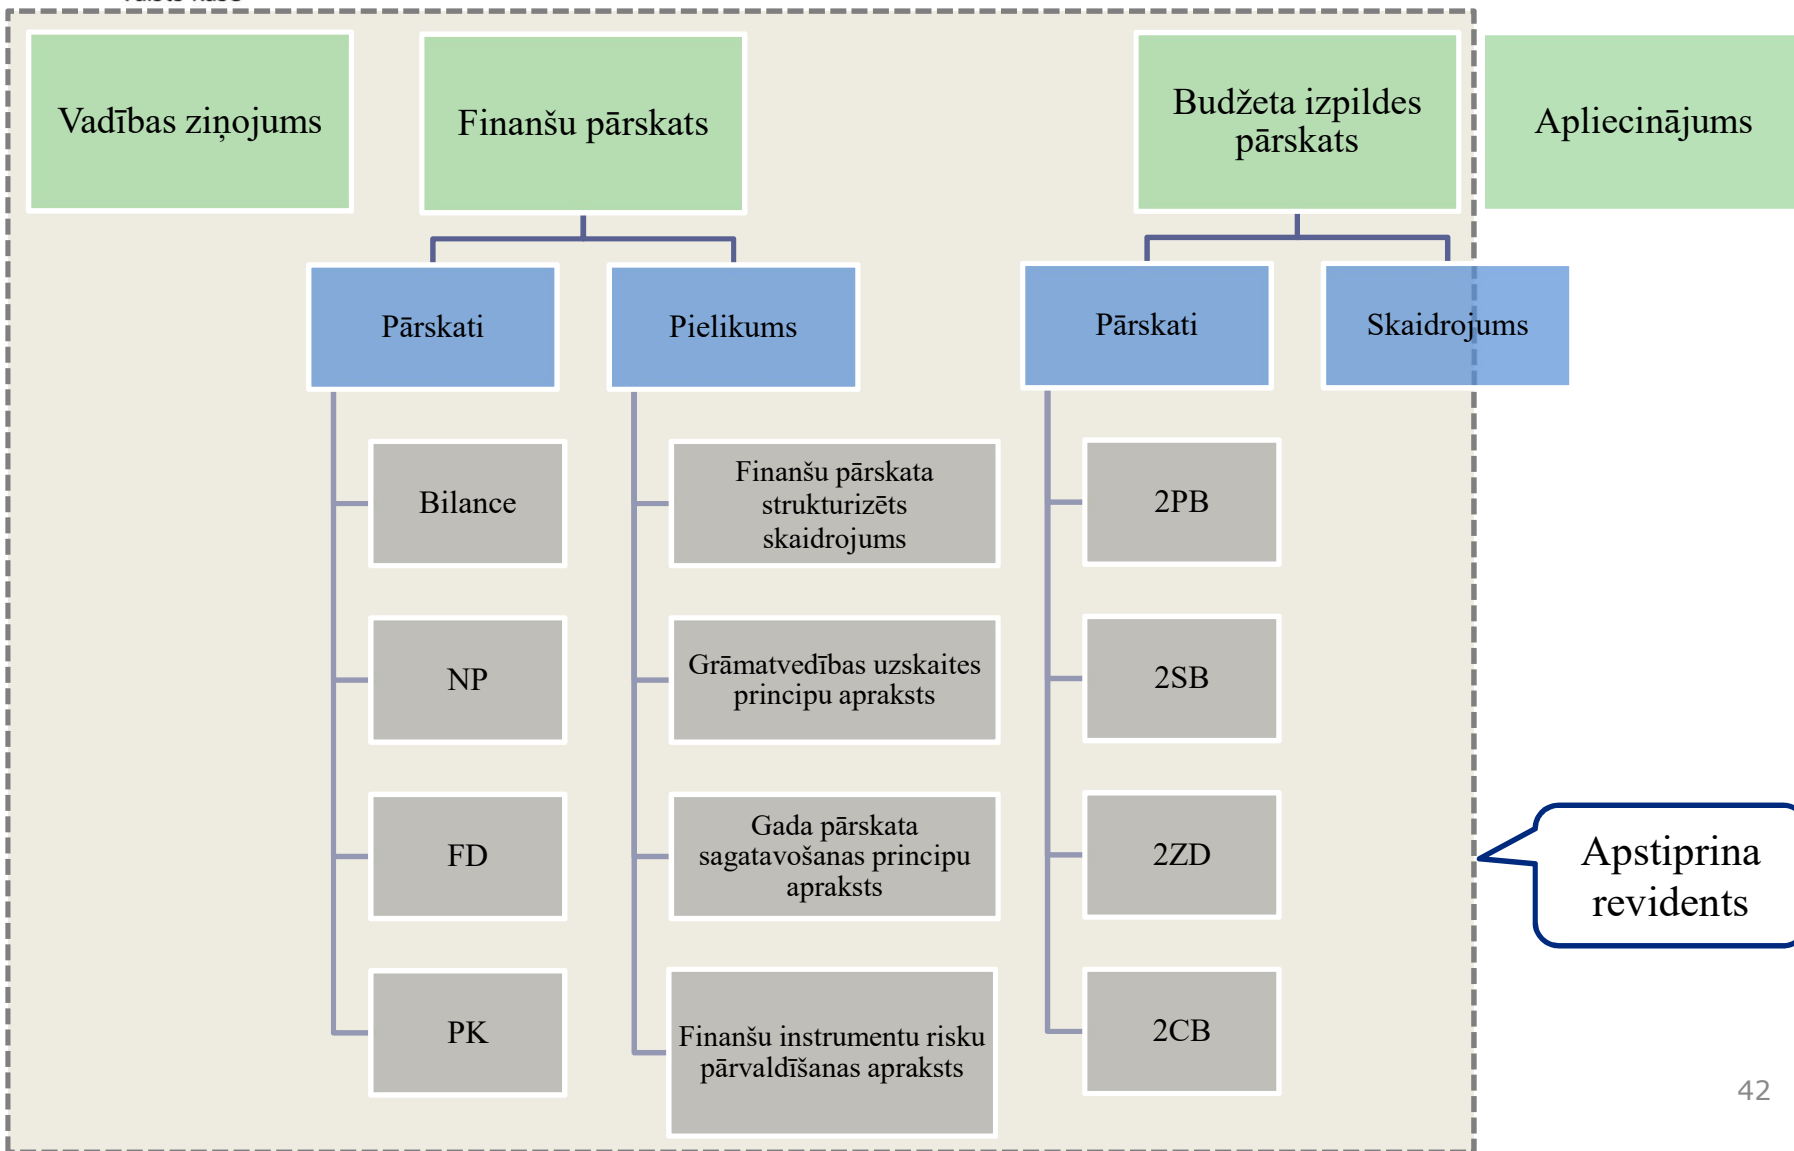 Vadības ziņojums
Finanšu pārskats
Budžeta izpildes
pārskats
Apliecinājums
Pārskati
Pielikums
Pārskati
Skaidrojums
Bilance
NP
FD
PK
Finanšu pārskata
strukturizēts
skaidrojums
Grāmatvedības uzskaites
principu apraksts
Gada pārskata
sagatavošanas principu
apraksts
Finanšu instrumentu risku
pārvaldīšanas apraksts
2PB
2SB
2ZD
2CB
Apstiprina
revidents
42